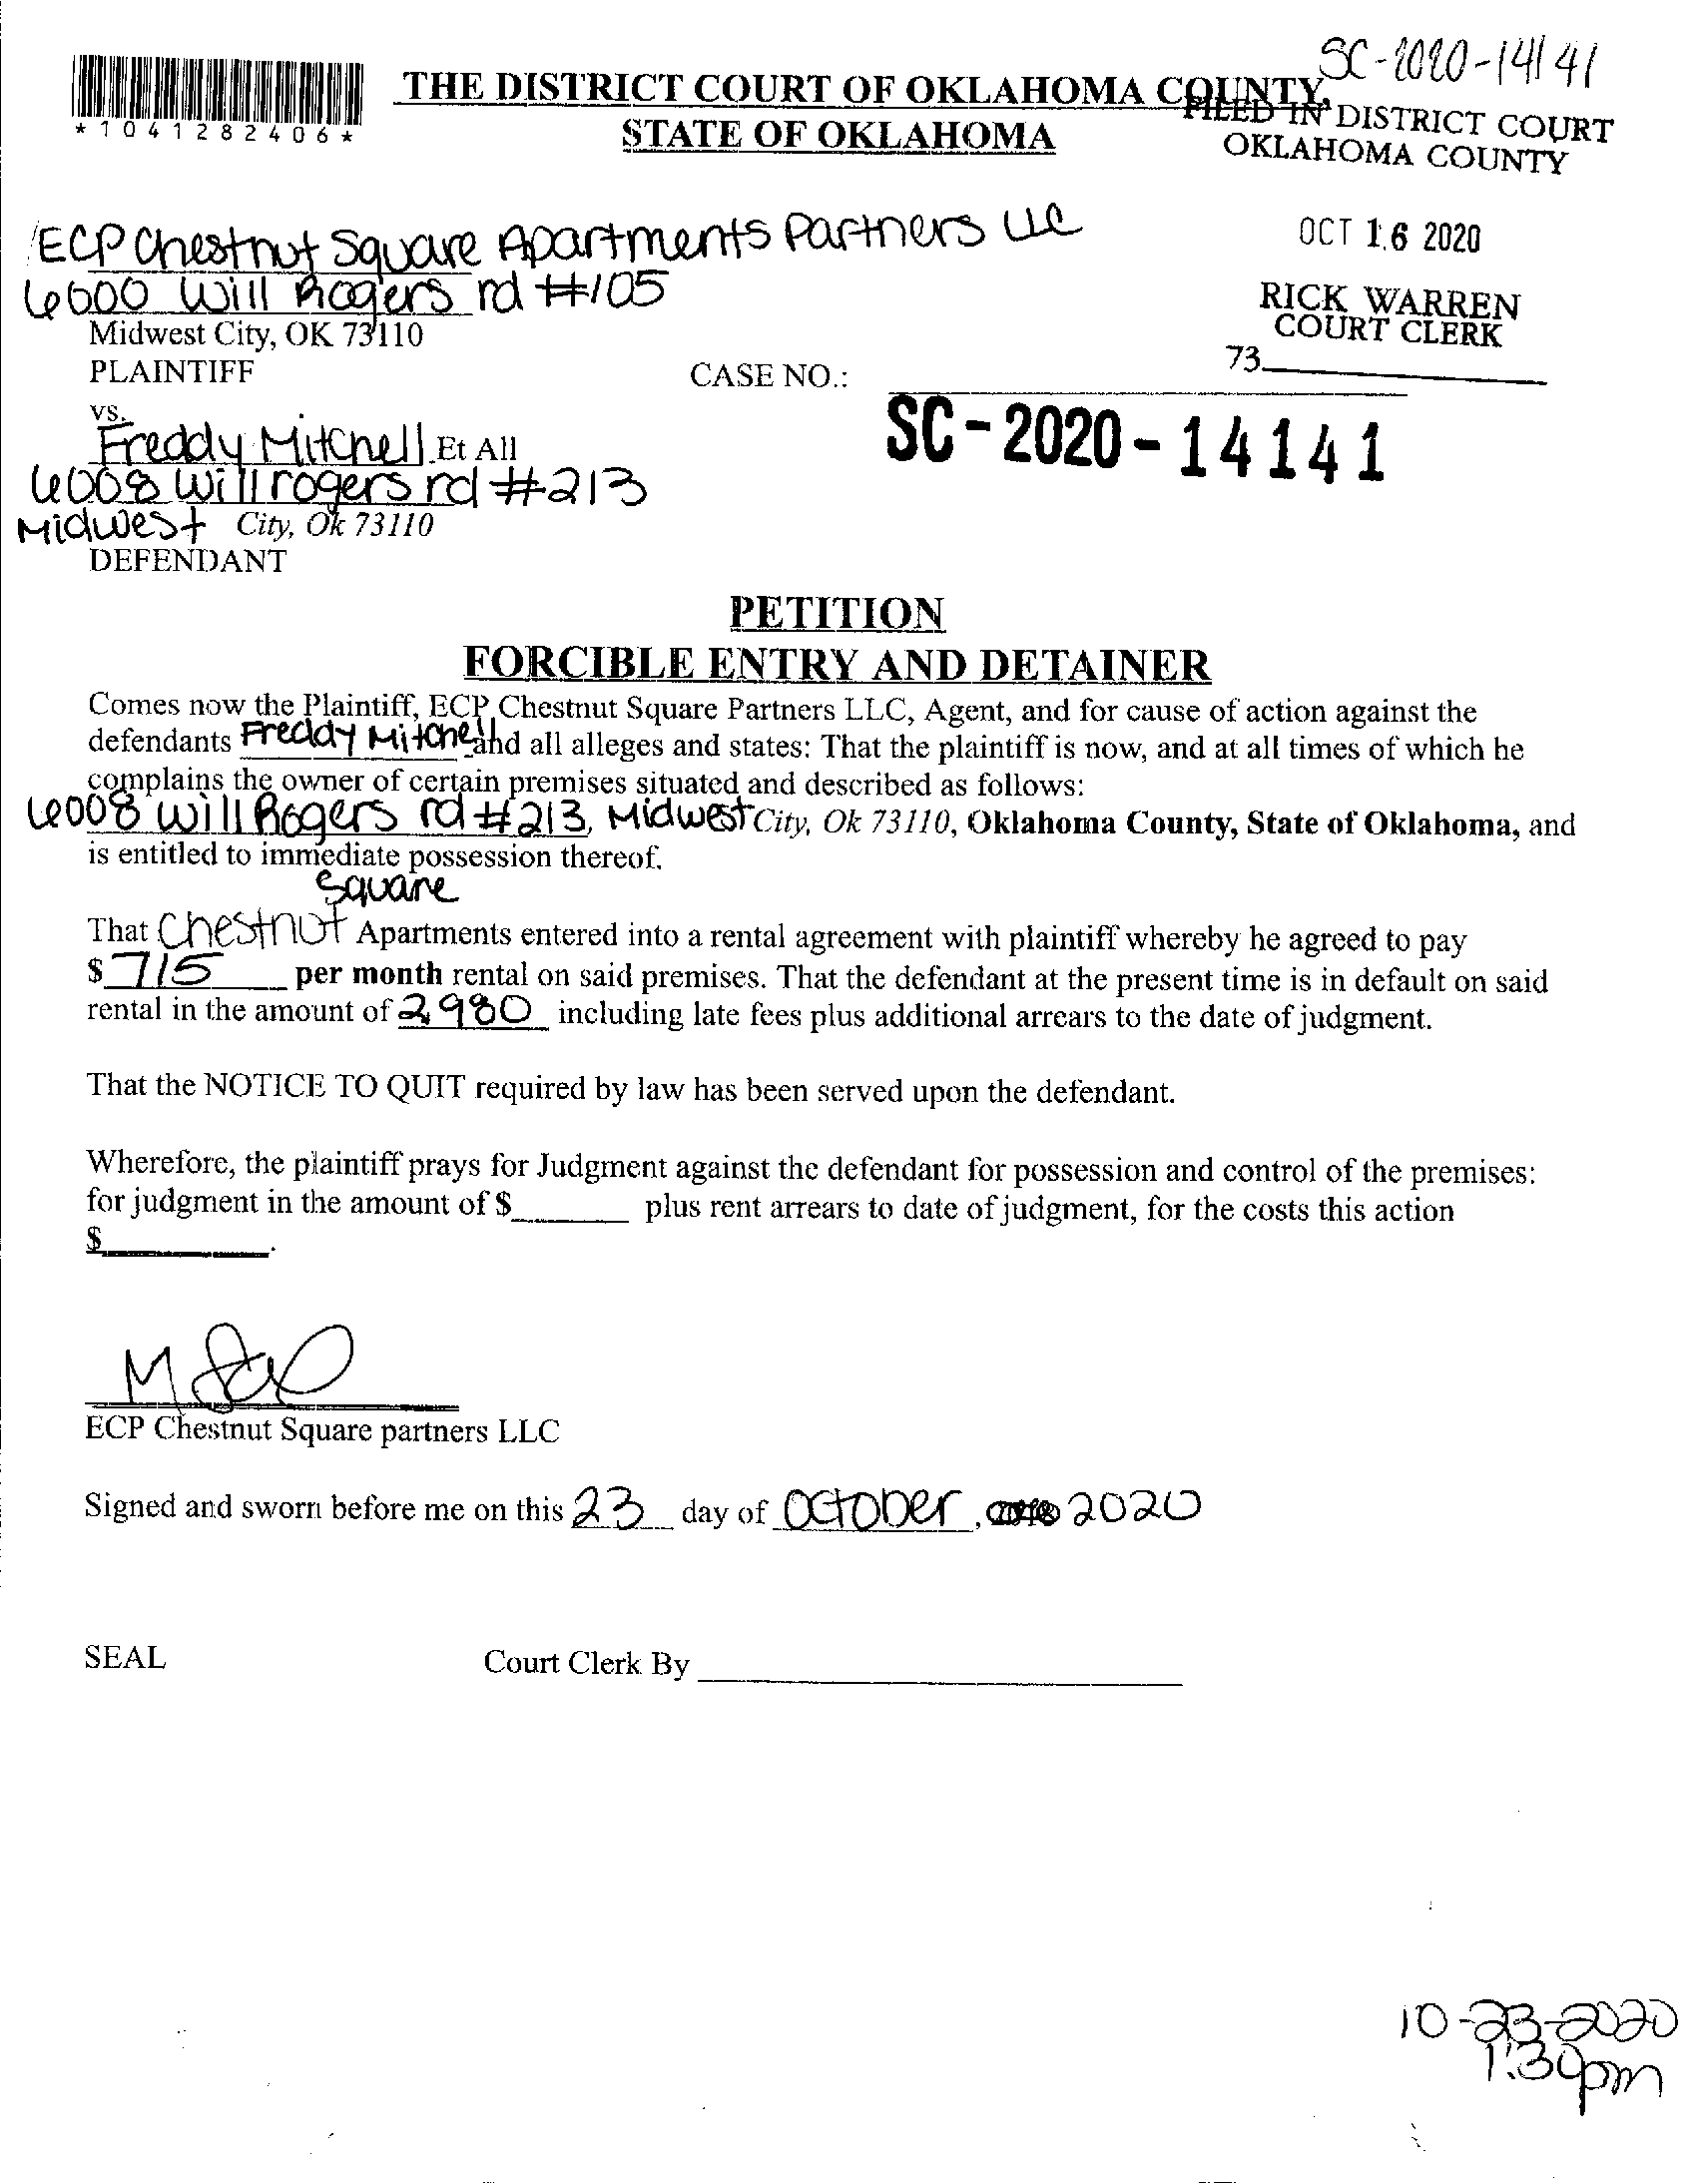 SC-2020-14141
*1041282406*
THE DISTRICT COURT OF OKLAHOMA COUNTY,
STATE OF OKLAHOMA
FILED IN DISTRICT COURT
OKLAHOMA COUNTY
OCT 16 2020
RICK WARREN
COURT CLERK
73
ECP Chestnut Square Apartments Partners LLC
6000 Will Rogers rd #105
Midwest City, OK 73110
PLAINTIFF
CASE NO.:
SC-2020-14141
vs.
Freddy Mitchell Et All
6008 Will rogers rd #213
Midwest City, Ok 73110
DEFENDANT
PETITION
FORCIBLE ENTRY AND DETAINER
Comes now the Plaintiff, ECP Chestnut Square Partners LLC, Agent, and for cause of action against the
defendants Freddy Mitchell and all alleges and states: That the plaintiff is now, and at all times of which he
complains the owner of certain premises situated and described as follows:
6008 Will Rogers rd #213, Midwest City, Ok 73110, Oklahoma County, State of Oklahoma, and
is entitled to immediate possession thereof.
Square
That Chestnut Apartments entered into a rental agreement with plaintiff whereby he agreed to pay
$ 715 per month rental on said premises. That the defendant at the present time is in default on said
rental in the amount of 2,980 including late fees plus additional arrears to the date of judgment.
That the NOTICE TO QUIT required by law has been served upon the defendant.
Wherefore, the plaintiff prays for Judgment against the defendant for possession and control of the premises:
for judgment in the amount of $ plus rent arrears to date of judgment, for the costs this action
$ .
ECP Chestnut Square partners LLC
Signed and sworn before me on this 23 day of October, 2020
SEAL
Court Clerk By
10-23-2020
1:30pm